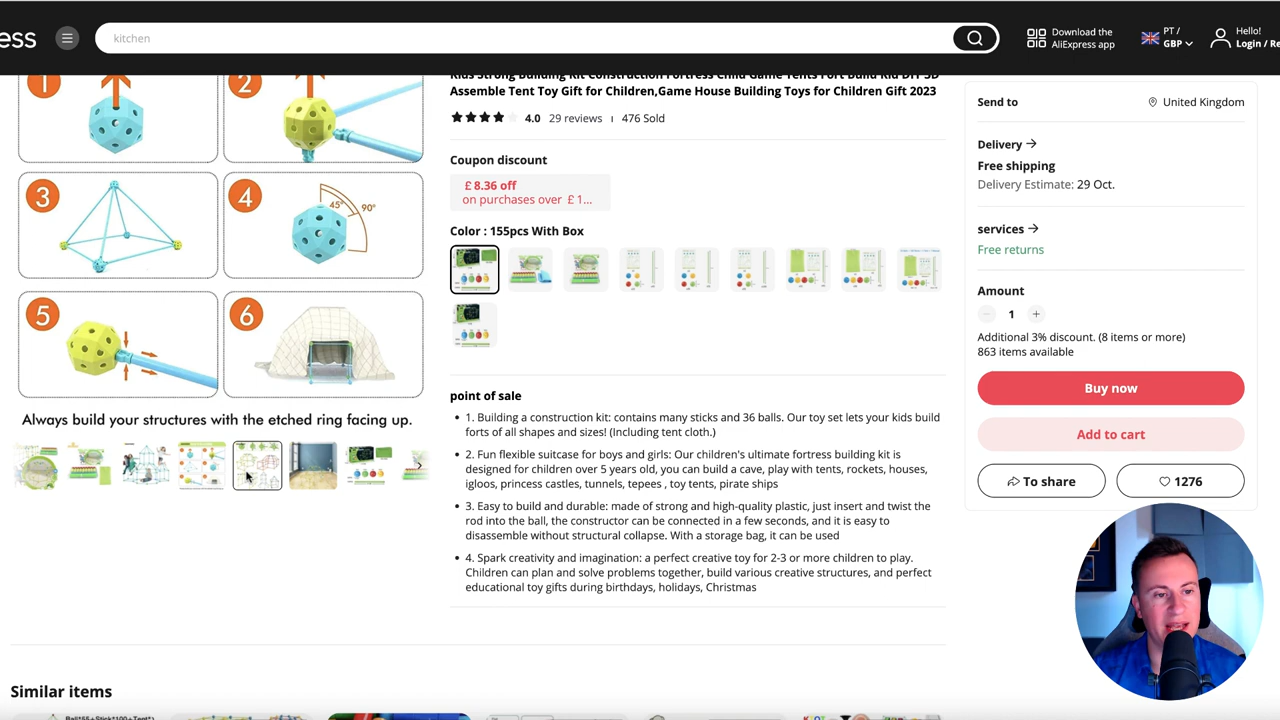 ess
kitchen
Download the
AliExpress app
PT /
GBP
Hello!
Login / Re
1
2
3
4
45°
90°
5
6
Always build your structures with the etched ring facing up.
Kids Strong Building Kit Construction Fortress Child Game Tents Fort Build Kid DIY 3D
Assemble Tent Toy Gift for Children,Game House Building Toys for Children Gift 2023
4.0 29 reviews 476 Sold
Coupon discount
£ 8.36 off
on purchases over £ 1...
Color : 155pcs With Box
point of sale
1. Building a construction kit: contains many sticks and 36 balls. Our toy set lets your kids build
forts of all shapes and sizes! (Including tent cloth.)
2. Fun flexible suitcase for boys and girls: Our children's ultimate fortress building kit is
designed for children over 5 years old, you can build a cave, play with tents, rockets, houses,
igloos, princess castles, tunnels, tepees , toy tents, pirate ships
3. Easy to build and durable: made of strong and high-quality plastic, just insert and twist the
rod into the ball, the constructor can be connected in a few seconds, and it is easy to
disassemble without structural collapse. With a storage bag, it can be used
4. Spark creativity and imagination: a perfect creative toy for 2-3 or more children to play.
Children can plan and solve problems together, build various creative structures, and perfect
educational toy gifts during birthdays, holidays, Christmas
Send to United Kingdom
Delivery
Free shipping
Delivery Estimate: 29 Oct.
services
Free returns
Amount
1
Additional 3% discount. (8 items or more)
863 items available
Buy now
Add to cart
To share
1276
Similar items